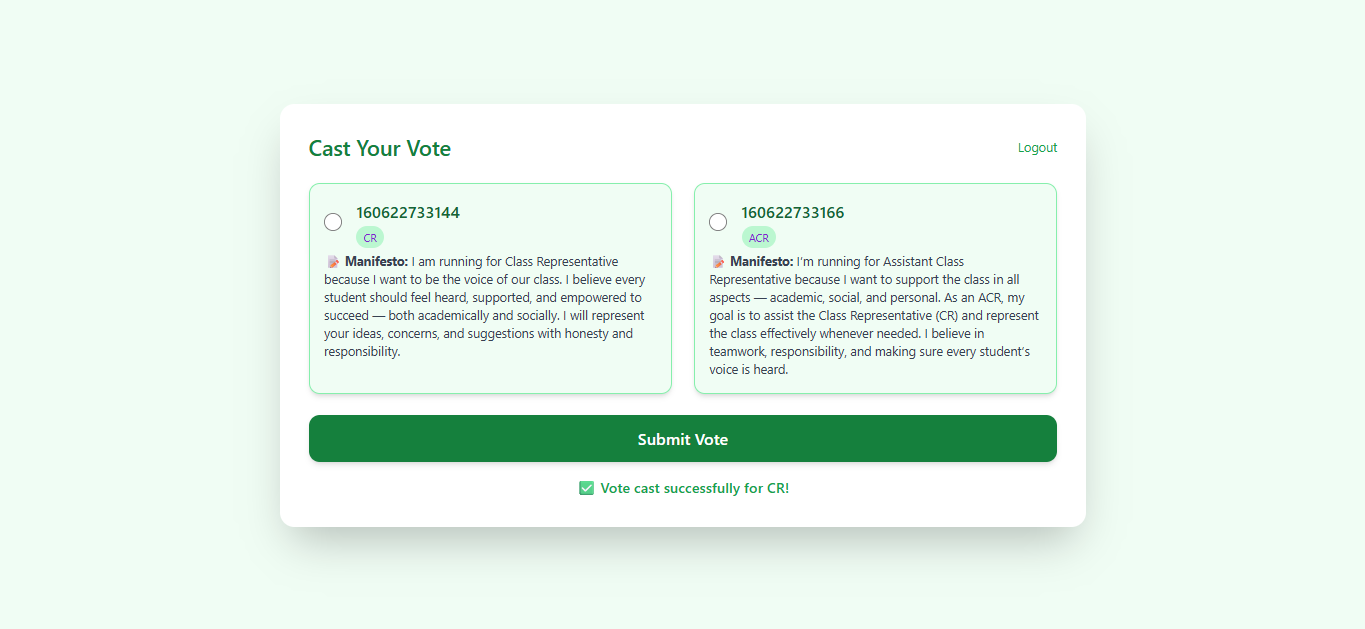 Cast Your Vote
Logout
160622733144
CR
📝 Manifesto: I am running for Class Representative
because I want to be the voice of our class. I believe every
student should feel heard, supported, and empowered to
succeed — both academically and socially. I will represent
your ideas, concerns, and suggestions with honesty and
responsibility.
160622733166
ACR
📝 Manifesto: I'm running for Assistant Class
Representative because I want to support the class in all
aspects — academic, social, and personal. As an ACR, my
goal is to assist the Class Representative (CR) and represent
the class effectively whenever needed. I believe in
teamwork, responsibility, and making sure every student’s
voice is heard.
Submit Vote
✅ Vote cast successfully for CR!